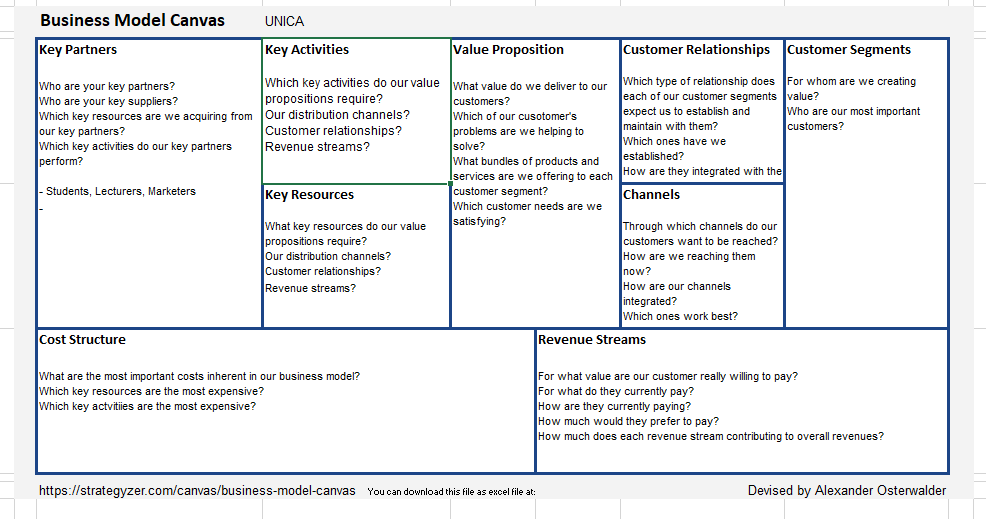 Business Model Canvas UNICA
Key Partners
Who are your key partners?
Who are your key suppliers?
Which key resources are we acquiring from
our key partners?
Which key activities do our key partners
perform?
- Students, Lecturers, Marketers
-
Key Activities
Which key activities do our value
propositions require?
Our distribution channels?
Customer relationships?
Revenue streams?
Key Resources
What key resources do our value
propositions require?
Our distribution channels?
Customer relationships?
Revenue streams?
Value Proposition
What value do we deliver to our
customers?
Which of our cusotomer's
problems are we helping to
solve?
What bundles of products and
services are we offering to each
customer segment?
Which customer needs are we
satisfying?
Customer Relationships
Which type of relationship does
each of our customer segments
expect us to establish and
maintain with them?
Which ones have we
established?
How are they integrated with the
Channels
Through which channels do our
customers want to be reached?
How are we reaching them
now?
How are our channels
integrated?
Which ones work best?
Customer Segments
For whom are we creating
value?
Who are our most important
customers?
Cost Structure
What are the most important costs inherent in our business model?
Which key resources are the most expensive?
Which key actvitiies are the most expensive?
Revenue Streams
For what value are our customer really willing to pay?
For what do they currently pay?
How are they currently paying?
How much would they prefer to pay?
How much does each revenue stream contributing to overall revenues?
https://strategyzer.com/canvas/business-model-canvas You can download this file as excel file at:
Devised by Alexander Osterwalder